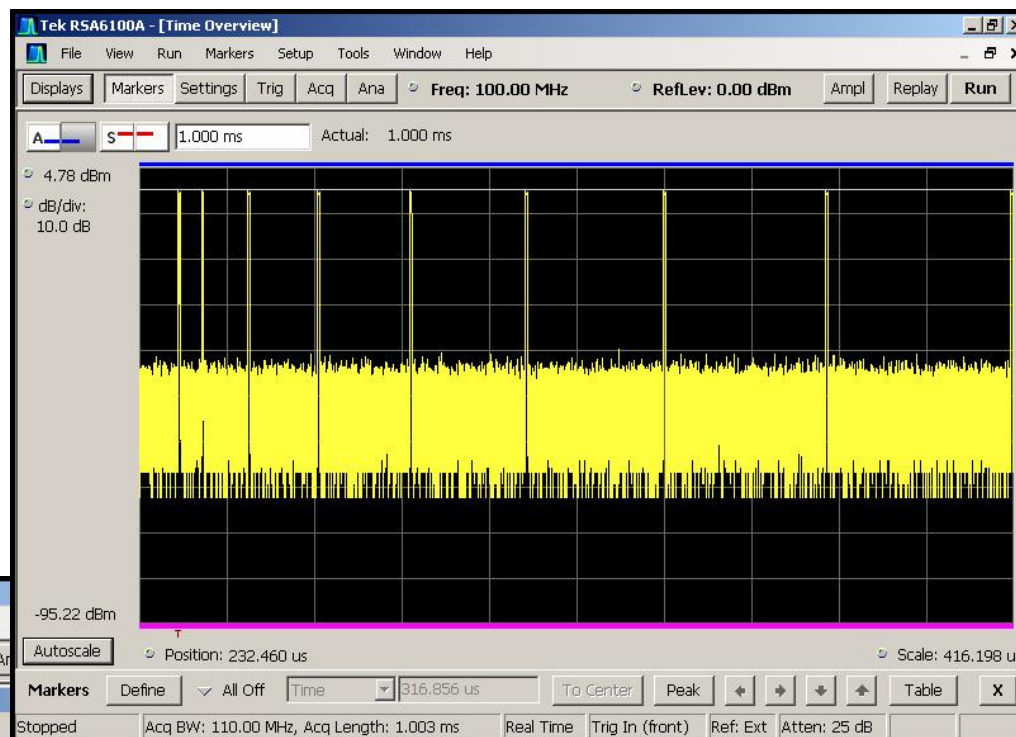 Tek RSA6100A - [Time Overview]
File View Run Markers Setup Tools Window Help
Displays Markers Settings Trig Acq Ana Freq: 100.00 MHz RefLev: 0.00 dBm Ampl Replay Run
A S 1.000 ms Actual: 1.000 ms
4.78 dBm
dB/div:
10.0 dB
-95.22 dBm
T
Autoscale Position: 232.460 us Scale: 416.198 u
Markers Define All Off Time 316.856 us To Center Peak Table X
Stopped Acq BW: 110.00 MHz, Acq Length: 1.003 ms Real Time Trig In (front) Ref: Ext Atten: 25 dB